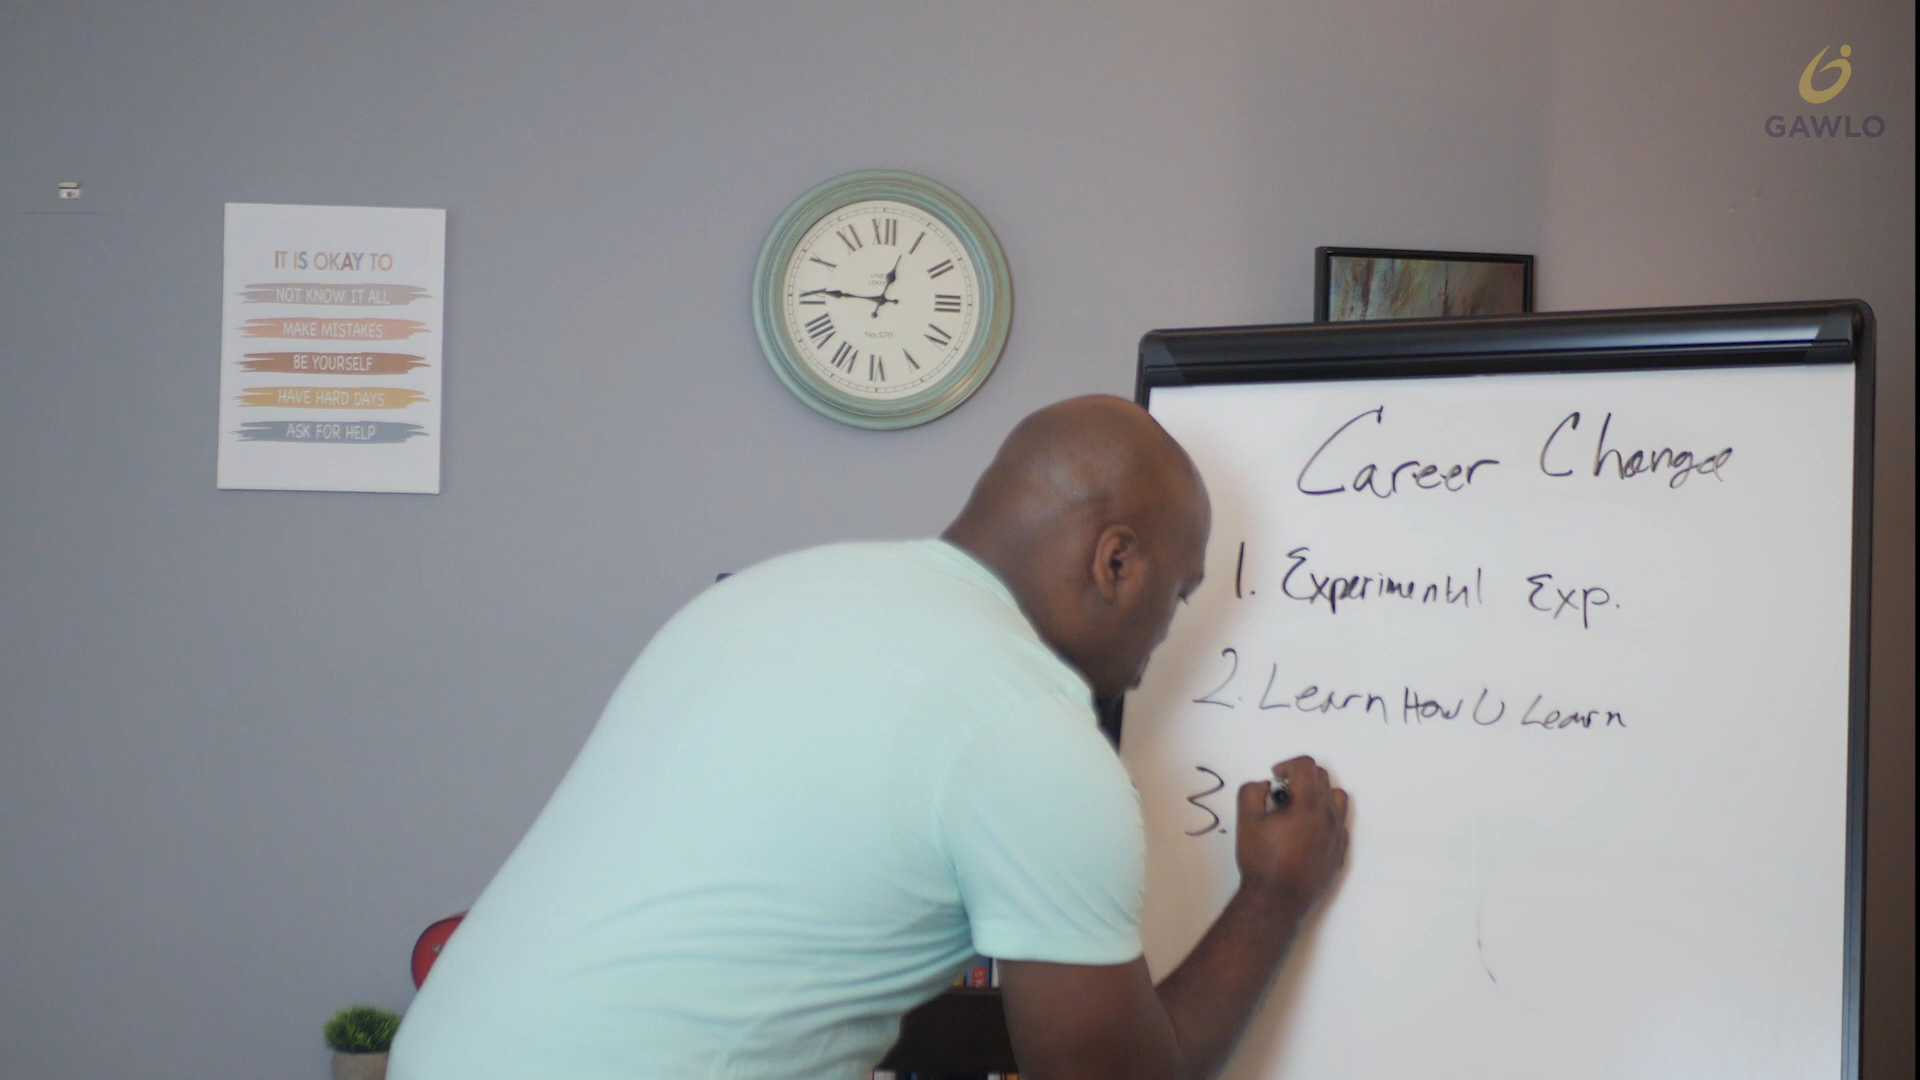 IT IS OKAY TO
NOT KNOW IT ALL
MAKE MISTAKES
BE YOURSELF
HAVE HARD DAYS
ASK FOR HELP
XII
I
II
III
IIII
V
VI
VII
VIII
IX
X
XI
No.570
GAWLO
Career Change
1. Experimental Exp.
2. Learn How U Learn
3.